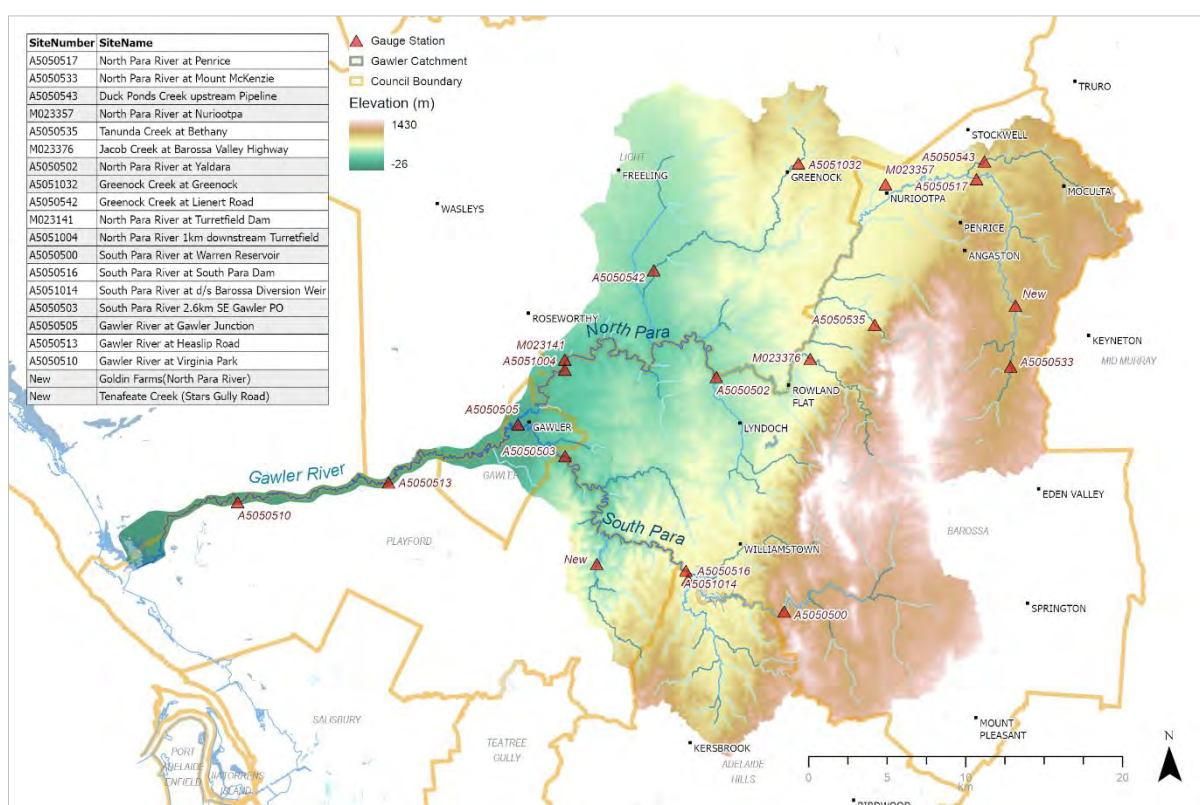 SiteNumber SiteName
A5050517 North Para River at Penrice
A5050533 North Para River at Mount McKenzie
A5050543 Duck Ponds Creek upstream Pipeline
M023357 North Para River at Nuriootpa
A5050535 Tanunda Creek at Bethany
M023376 Jacob Creek at Barossa Valley Highway
A5050502 North Para River at Yaldara
A5051032 Greenock Creek at Greenock
A5050542 Greenock Creek at Lienert Road
M023141 North Para River at Turretfield Dam
A5051004 North Para River 1km downstream Turretfield
A5050500 South Para River at Warren Reservoir
A5050516 South Para River at South Para Dam
A5051014 South Para River at d/s Barossa Diversion Weir
A5050503 South Para River 2.6km SE Gawler PO
A5050505 Gawler River at Gawler Junction
A5050513 Gawler River at Heaslip Road
A5050510 Gawler River at Virginia Park
New Goldin Farms(North Para River)
New Tenafeate Creek (Stars Gully Road)
Gauge Station
Gawler Catchment
Council Boundary
Elevation (m)
1430
-26
TRURO
STOCKWELL
A5050543
LIGHT
FREELING
A5051032
GREENOCK
M023357
A5050517
NURIOOTPA
MOCULTA
WASLEYS
PENRICE
ANGASTON
A5050542
New
ROSEWORTHY
North Para
A5050535
KEYNETON
MID MURRAY
M023141
A5051004
M023376
A5050533
A5050502
ROWLAND
FLAT
A5050505
GAWLER
LYNDOCH
A5050503
GAWLER
Gawler River
A5050513
A5050510
EDEN VALLEY
South Para
BAROSSA
PLAYFORD
WILLIAMSTOWN
New
A5050516
A5051014
A5050500
SPRINGTON
SALISBURY
MOUNT
PLEASANT
TEATREE
GULLY
KERSBROOK
ADELAIDE
HILLS
PORT
ADELAIDE
ENFIELD
N
0 5 10 20
Km
BIRDWOOD